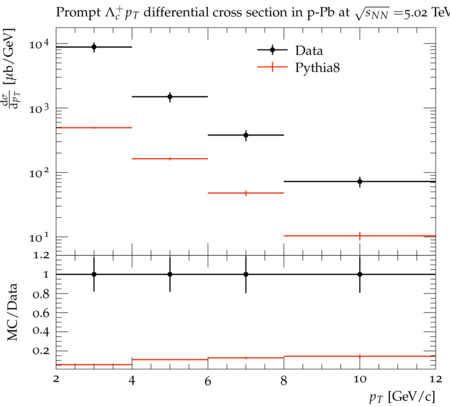 Prompt Λc+ pT differential cross section in p-Pb at √sNN =5.02 TeV
dσ/dpT [μb/GeV]
Data
Pythia8
10^4
10^3
10^2
10^1
MC/Data
1.2
1
0.8
0.6
0.4
0.2
2 4 6 8 10 12
pT [GeV/c]